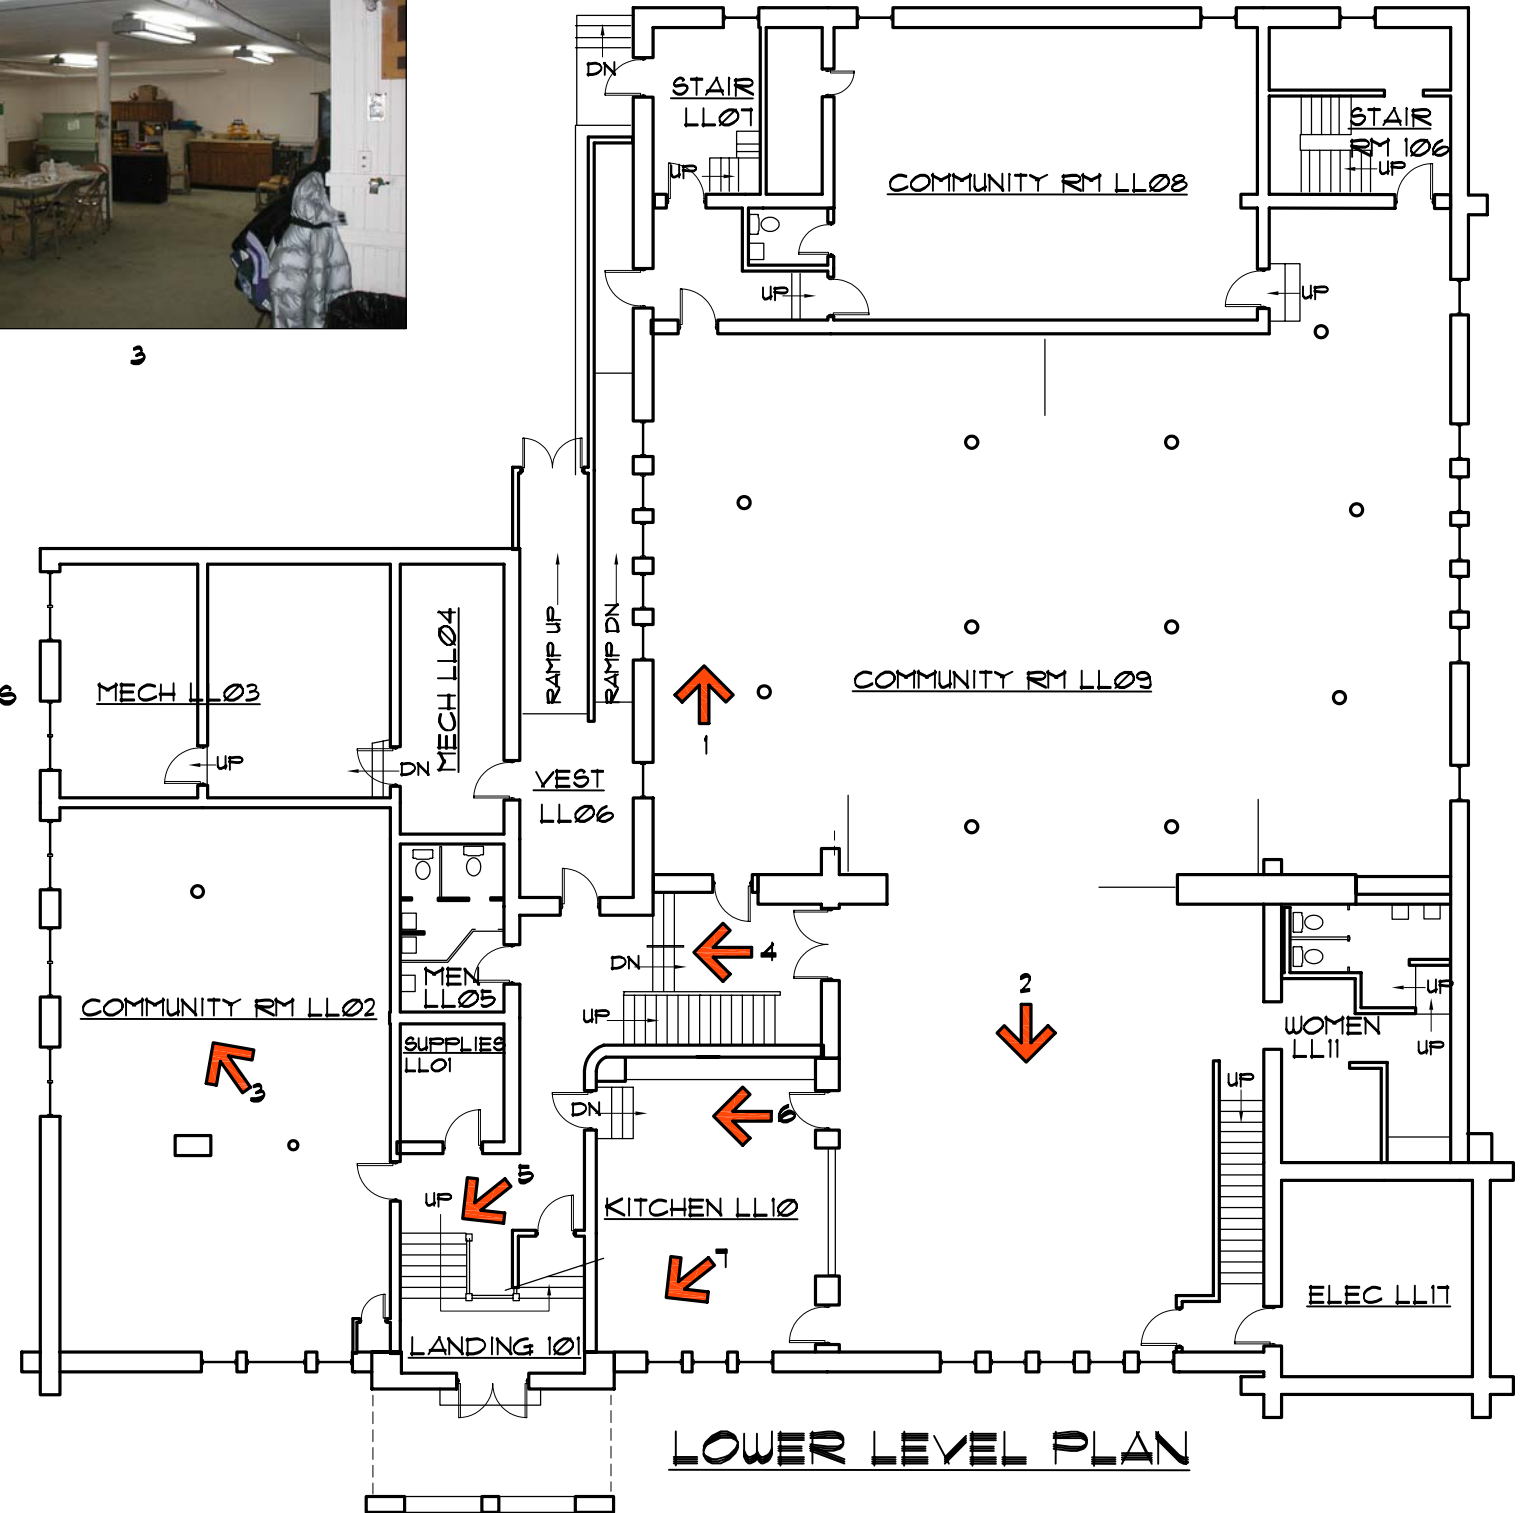 DN
STAIR
LL07
UP
STAIR
RM 106
UP
COMMUNITY RM LL08
UP
UP
3
RAMP UP
RAMP DN
MECH LL04
MECH LL03
COMMUNITY RM LL09
1
UP
DN
VEST
LL06
4
DN
MEN
LL05
COMMUNITY RM LL02
2
UP
WOMEN
LL11
UP
UP
SUPPLIES
LL01
3
UP
DN
6
5
UP
KITCHEN LL10
7
ELEC LL17
LANDING 101
LOWER LEVEL PLAN